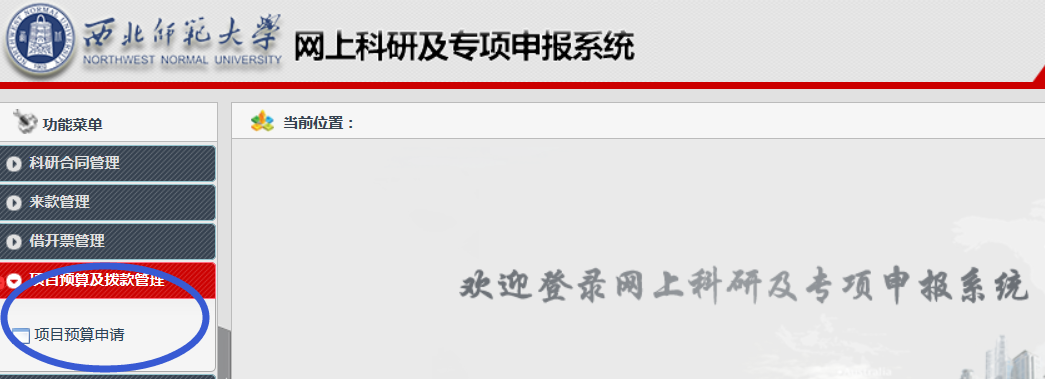 西北师范大学
NORTHWEST NORMAL UNIVERSITY
网上科研及专项申报系统
功能菜单
当前位置：
科研合同管理
来款管理
借开票管理
项目预算及拨款管理
项目预算申请
欢迎登录网上科研及专项申报系统